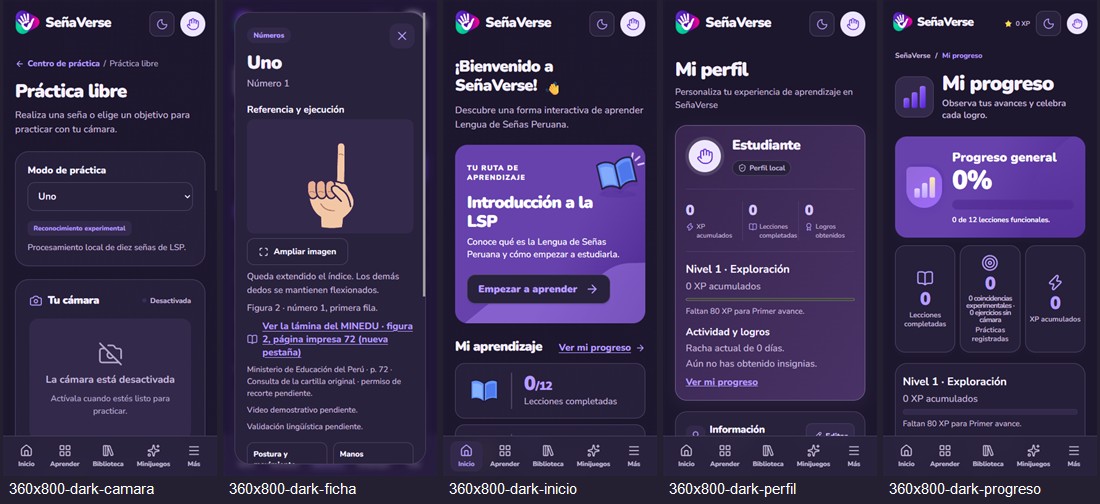 SeñaVerse
Centro de práctica / Práctica libre
Práctica libre
Realiza una seña o elige un objetivo para
practicar con tu cámara.
Modo de práctica
Uno
Reconocimiento experimental
Procesamiento local de diez señas de LSP.
Tu cámara
Desactivada
La cámara está desactivada
Actívala cuando estés listo para
practicar.
Inicio
Aprender
Biblioteca
Minijuegos
Más
360x800-dark-camara
Números
Uno
Número 1
Referencia y ejecución
Ampliar imagen
Queda extendido el índice. Los demás
dedos se mantienen flexionados.
Figura 2 · número 1, primera fila.
Ver la lámina del MINEDU · figura
2, página impresa 72 (nueva
pestaña)
Ministerio de Educación del Perú · p. 72 ·
Consulta de la cartilla original · permiso de
recorte pendiente.
Video demostrativo pendiente.
Validación lingüística pendiente.
Postura y
movimiento
Manos
360x800-dark-ficha
SeñaVerse
¡Bienvenido a
SeñaVerse!
Descubre una forma interactiva de aprender
Lengua de Señas Peruana.
TU RUTA DE
APRENDIZAJE
Introducción a la
LSP
Conoce qué es la Lengua de Señas
Peruana y cómo empezar a estudiarla.
Empezar a aprender
Mi aprendizaje
Ver mi progreso
0/12
Lecciones completadas
Inicio
Aprender
Biblioteca
Minijuegos
Más
360x800-dark-inicio
SeñaVerse
Mi perfil
Personaliza tu experiencia de aprendizaje en
SeñaVerse
Estudiante
Perfil local
0
XP
acumulados
0
Lecciones
completadas
0
Logros
obtenidos
Nivel 1 · Exploración
0 XP acumulados
Faltan 80 XP para Primer avance.
Actividad y logros
Racha actual de 0 días.
Aún no has obtenido insignias.
Ver mi progreso
Información
Editar
Inicio
Aprender
Biblioteca
Minijuegos
Más
360x800-dark-perfil
SeñaVerse
0 XP
SeñaVerse / Mi progreso
Mi progreso
Observa tus avances y celebra
cada logro.
Progreso general
0%
0 de 12 lecciones funcionales.
0
Lecciones
completadas
0
0 coincidencias
experimentales ·
0 ejercicios sin
cámara
Prácticas
registradas
0
XP acumulados
Nivel 1 · Exploración
0 XP acumulados
Faltan 80 XP para Primer avance.
Inicio
Aprender
Biblioteca
Minijuegos
Más
360x800-dark-progreso